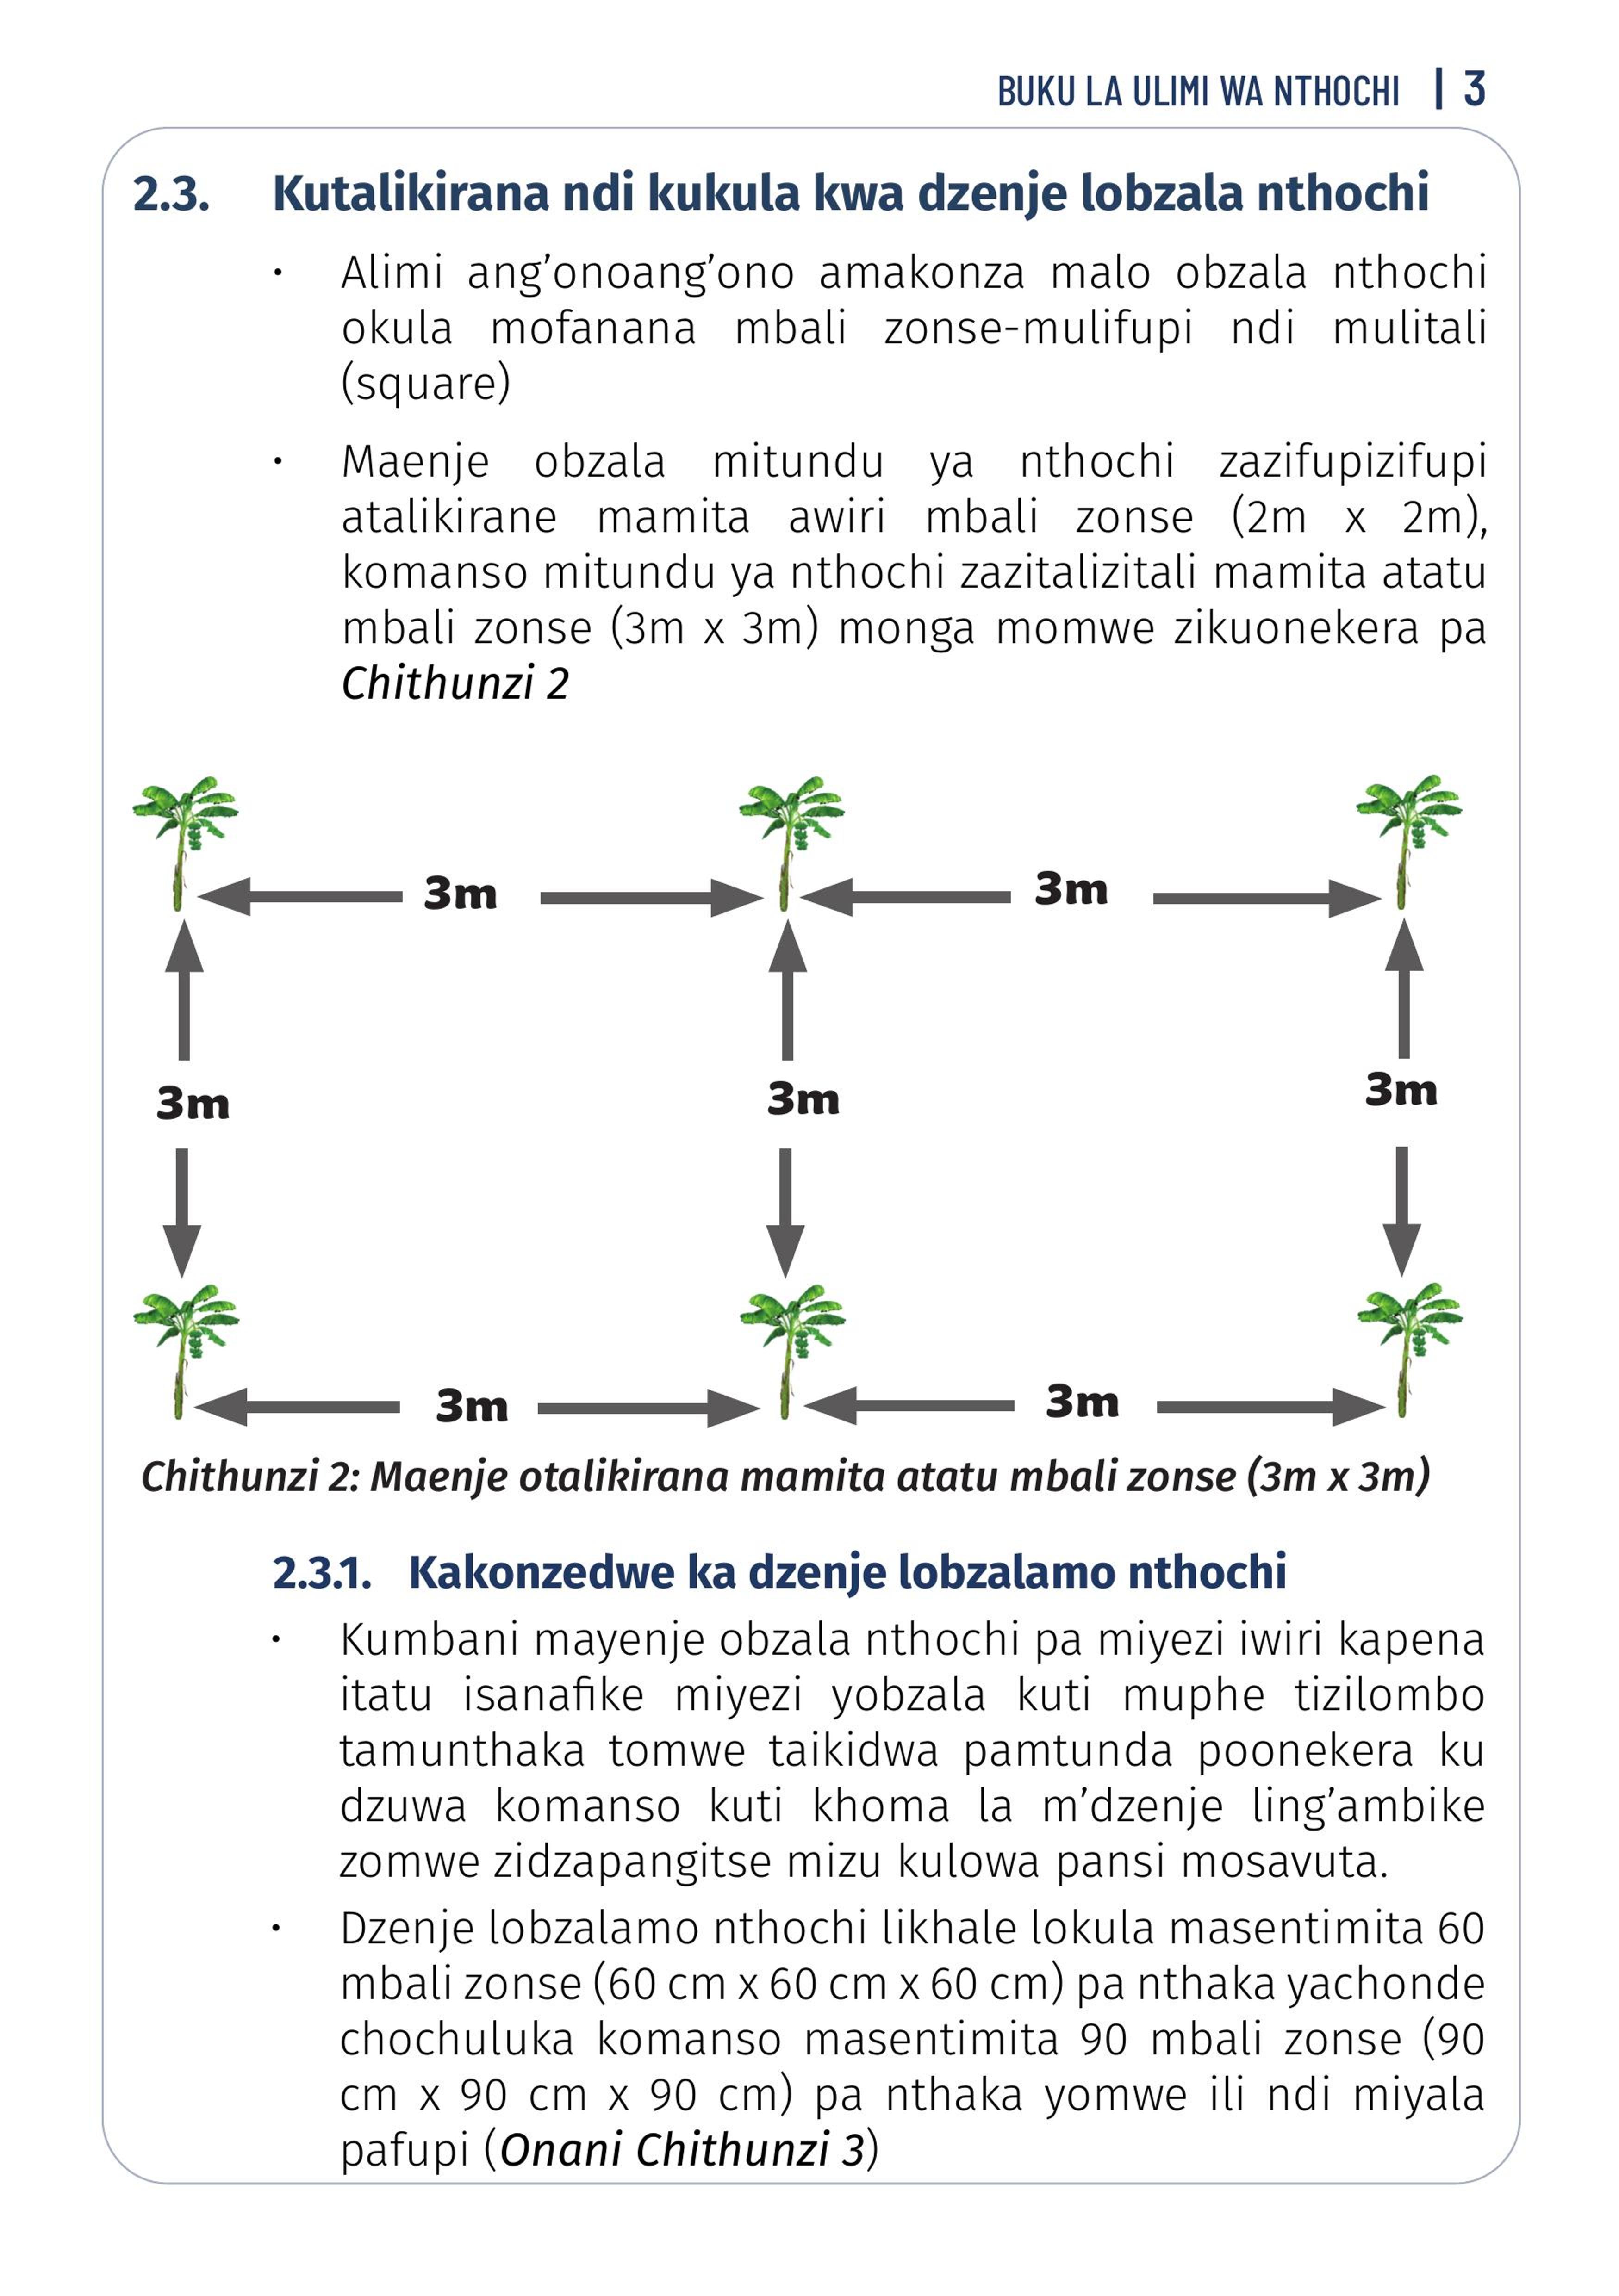 BUKU LA ULIMI WA NTHOCHI | 3
2.3. Kutalikirana ndi kukula kwa dzenje lobzala nthochi
• Alimi ang’onoang’ono amakonza malo obzala nthochi
okula mofanana mbali zonse-mulifupi ndi mulitali
(square)
• Maenje obzala mitundu ya nthochi zazifupizifupi
atalikirane mamita awiri mbali zonse (2m x 2m),
komanso mitundu ya nthochi zazitalizitali mamita atatu
mbali zonse (3m x 3m) monga momwe zikuonekera pa
Chithunzi 2
3m 3m
3m 3m 3m
3m 3m
Chithunzi 2: Maenje otalikirana mamita atatu mbali zonse (3m x 3m)
2.3.1. Kakonzedwe ka dzenje lobzalamo nthochi
• Kumbani mayenje obzala nthochi pa miyezi iwiri kapena
itatu isanafike miyezi yobzala kuti muphe tizilombo
tamunthaka tomwe taikidwa pamtunda poonekera ku
dzuwa komanso kuti khoma la m’dzenje ling’ambike
zomwe zidzapangitse mizu kulowa pansi mosavuta.
• Dzenje lobzalamo nthochi likhale lokula masentimita 60
mbali zonse (60 cm x 60 cm x 60 cm) pa nthaka yachonde
chochuluka komanso masentimita 90 mbali zonse (90
cm x 90 cm x 90 cm) pa nthaka yomwe ili ndi miyala
pafupi (Onani Chithunzi 3)